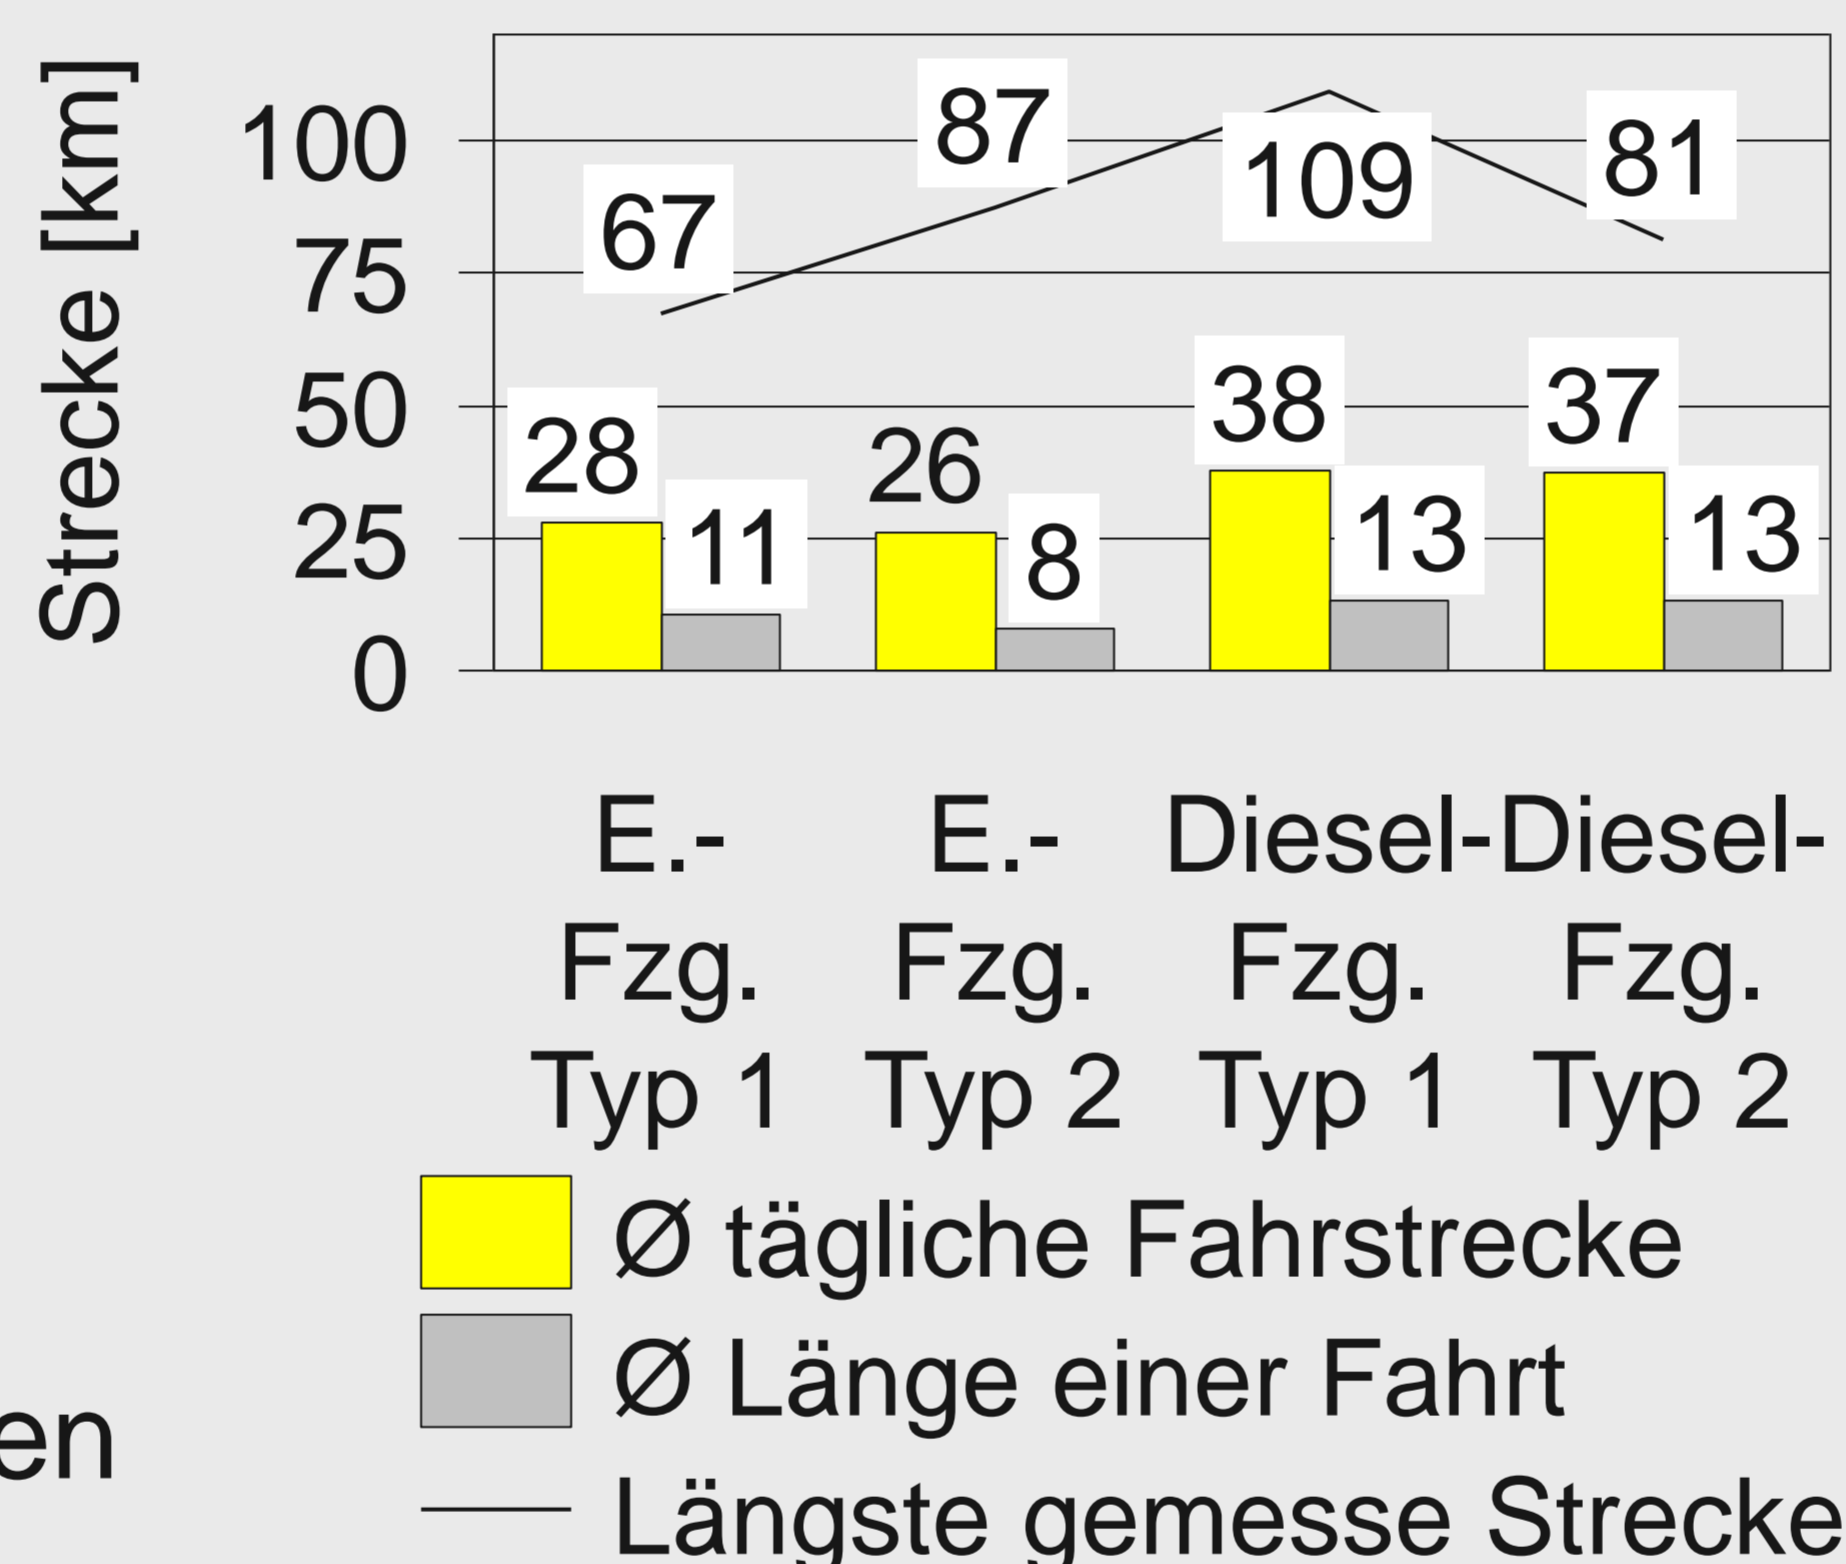 Strecke [km]
100
75
50
25
0
67
87
109
81
28
11
26
8
38
13
37
13
E.-
Fzg.
Typ 1
E.-
Fzg.
Typ 2
Diesel-
Fzg.
Typ 1
Diesel-
Fzg.
Typ 2
Ø tägliche Fahrstrecke
Ø Länge einer Fahrt
Längste gemesse Strecke
en